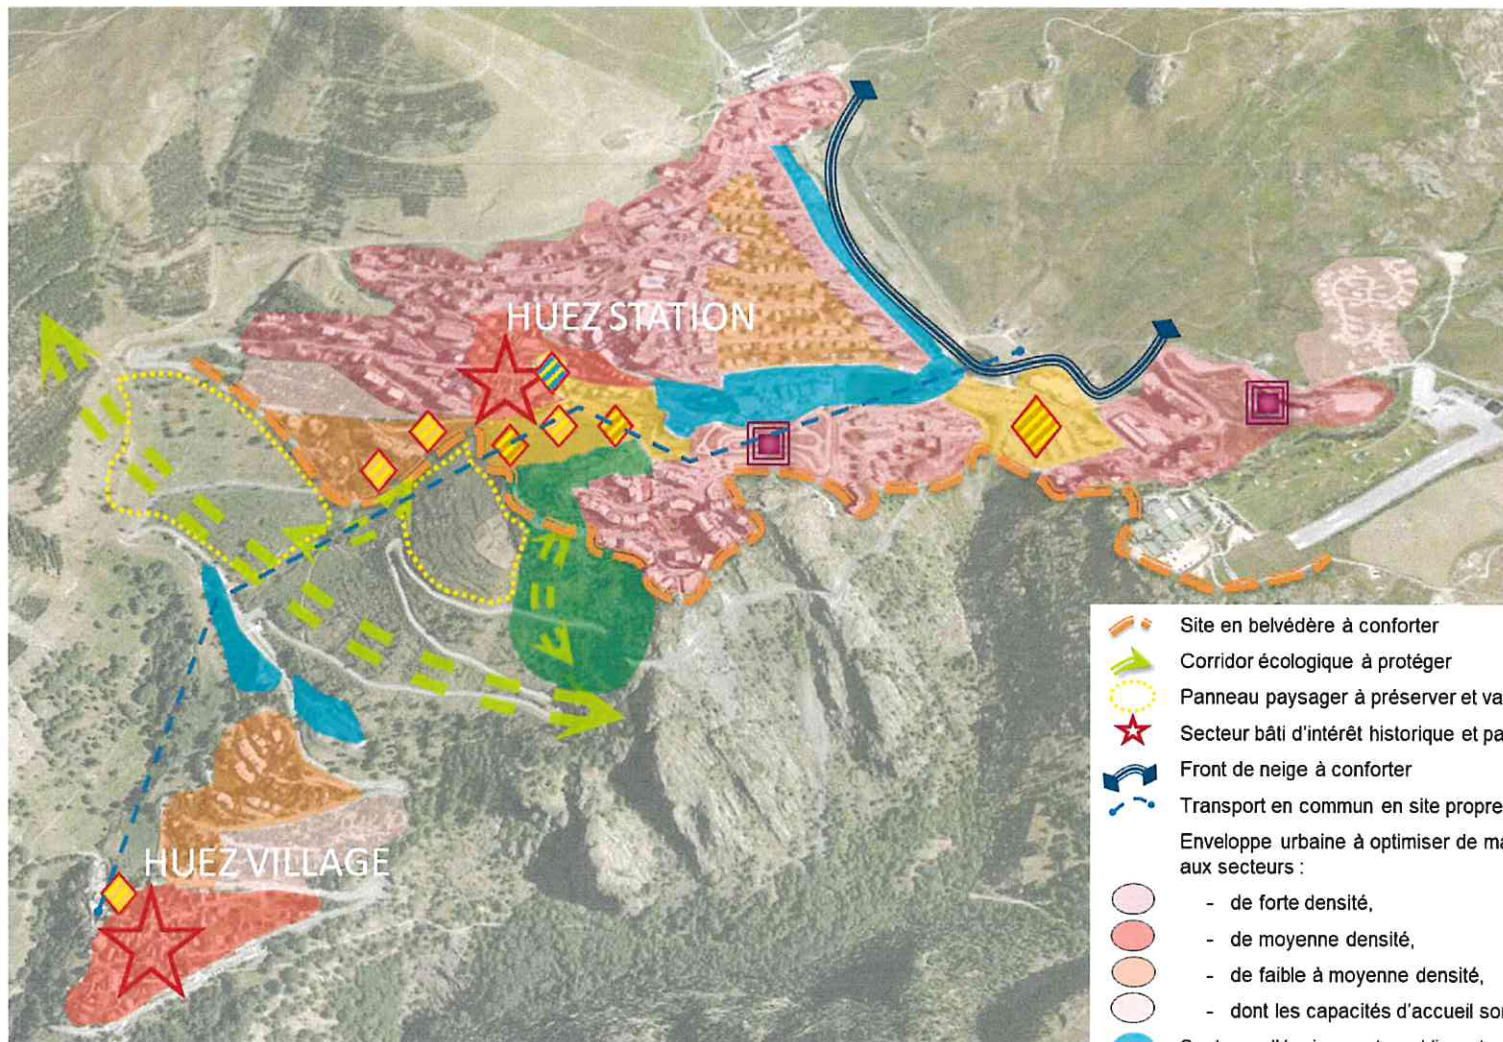 HUEZ STATION
HUEZ VILLAGE
Site en belvédère à conforter
Corridor écologique à protéger
Panneau paysager à préserver et va
Secteur bâti d'intérêt historique et pa
Front de neige à conforter
Transport en commun en site propre
Enveloppe urbaine à optimiser de ma
aux secteurs :
- de forte densité,
- de moyenne densité,
- de faible à moyenne densité,
- dont les capacités d'accueil so